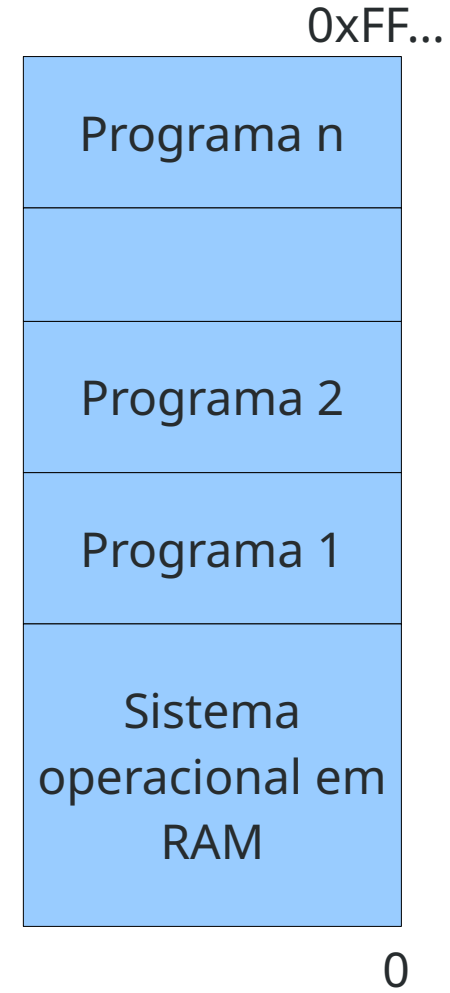 0xFF...
Programa n
Programa 2
Programa 1
Sistema
operacional em
RAM
0